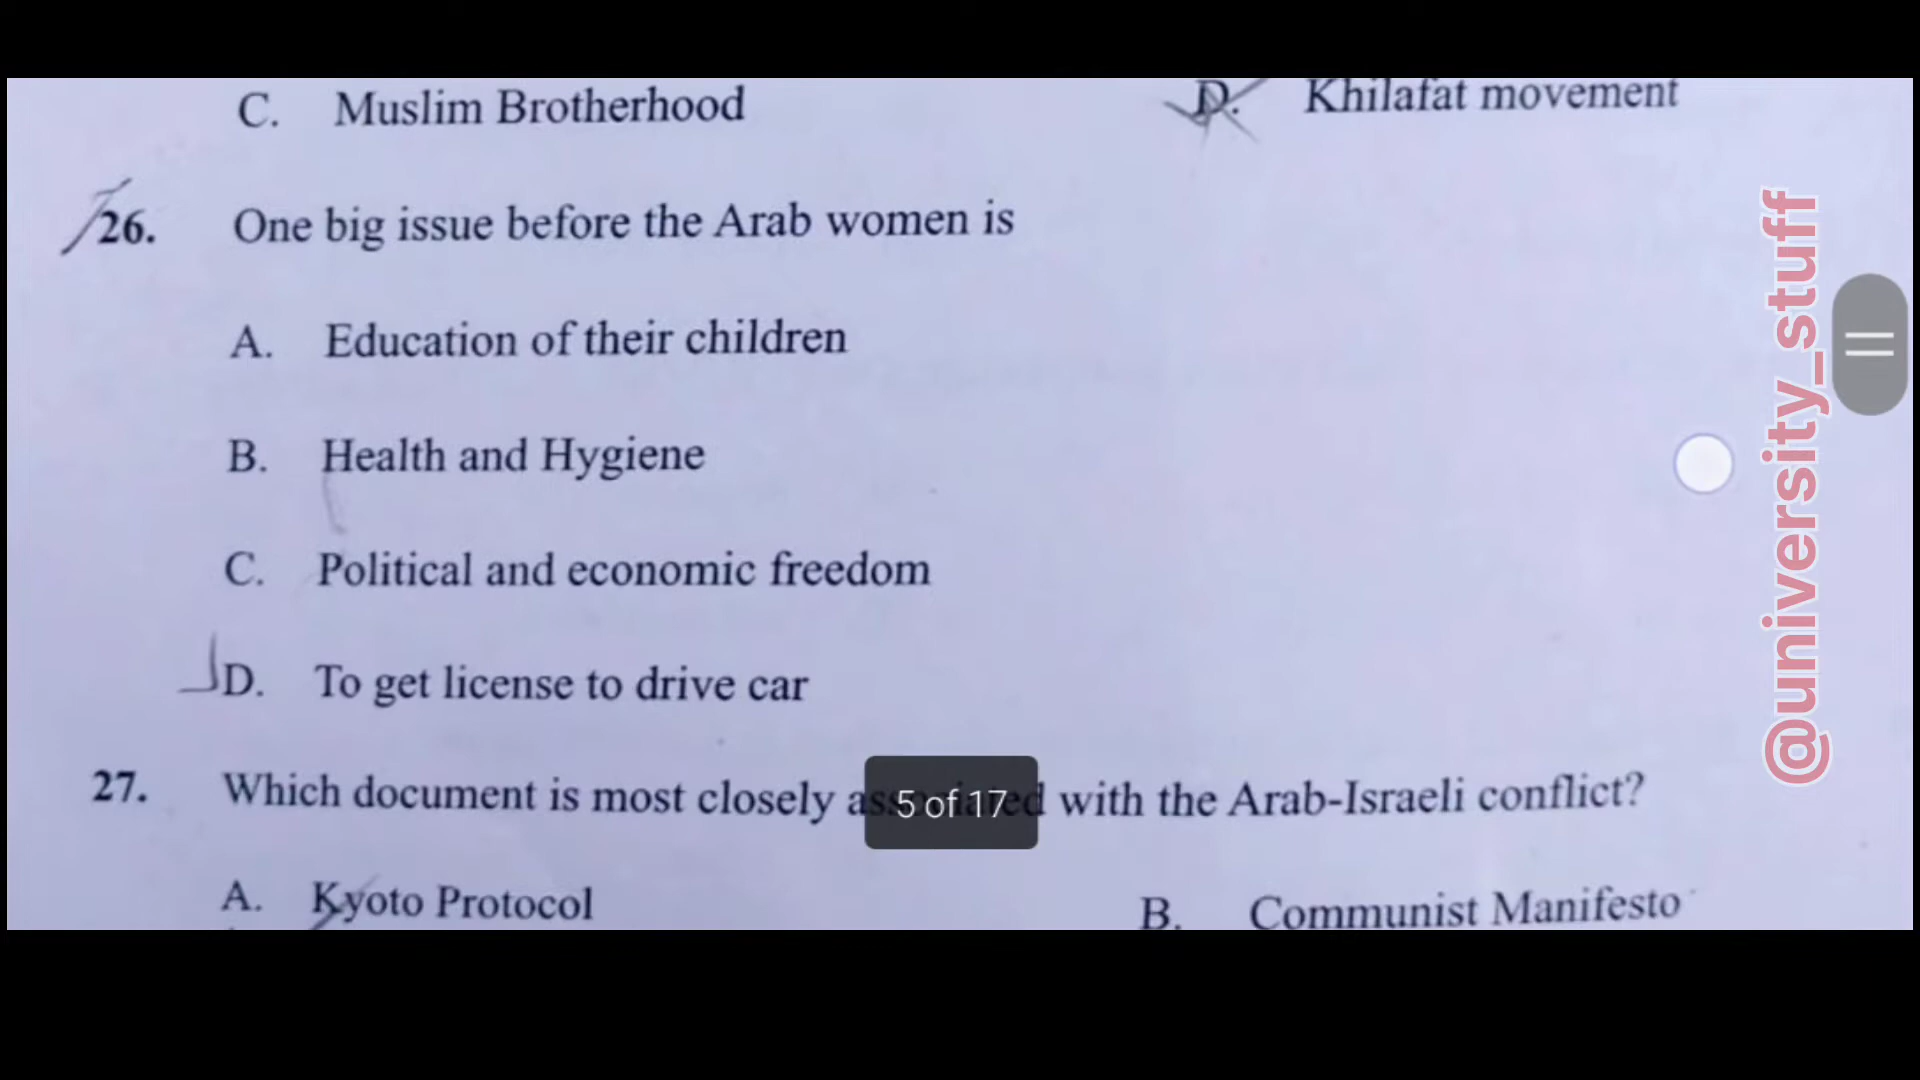 C. Muslim Brotherhood D. Khilafat movement
26. One big issue before the Arab women is
A. Education of their children
B. Health and Hygiene
C. Political and economic freedom
D. To get license to drive car
27. Which document is most closely associated with the Arab-Israeli conflict?
5 of 17
A. Kyoto Protocol B. Communist Manifesto
@university_stuff